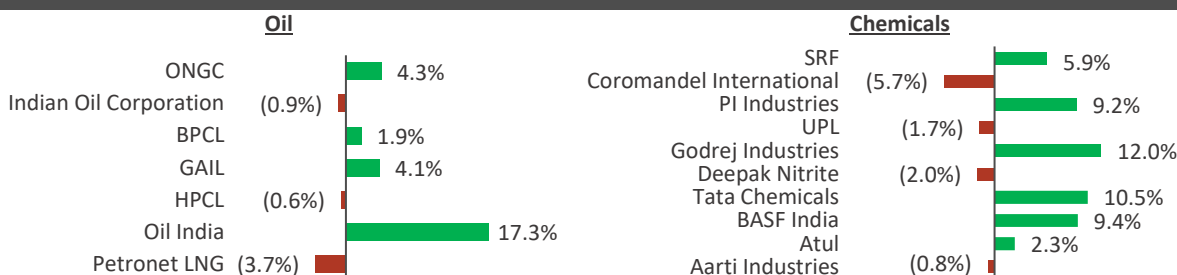 Oil
ONGC 4.3%
Indian Oil Corporation (0.9%)
BPCL 1.9%
GAIL 4.1%
HPCL (0.6%)
Oil India 17.3%
Petronet LNG (3.7%)
Chemicals
SRF 5.9%
Coromandel International (5.7%)
PI Industries 9.2%
UPL (1.7%)
Godrej Industries 12.0%
Deepak Nitrite (2.0%)
Tata Chemicals 10.5%
BASF India 9.4%
Atul 2.3%
Aarti Industries (0.8%)